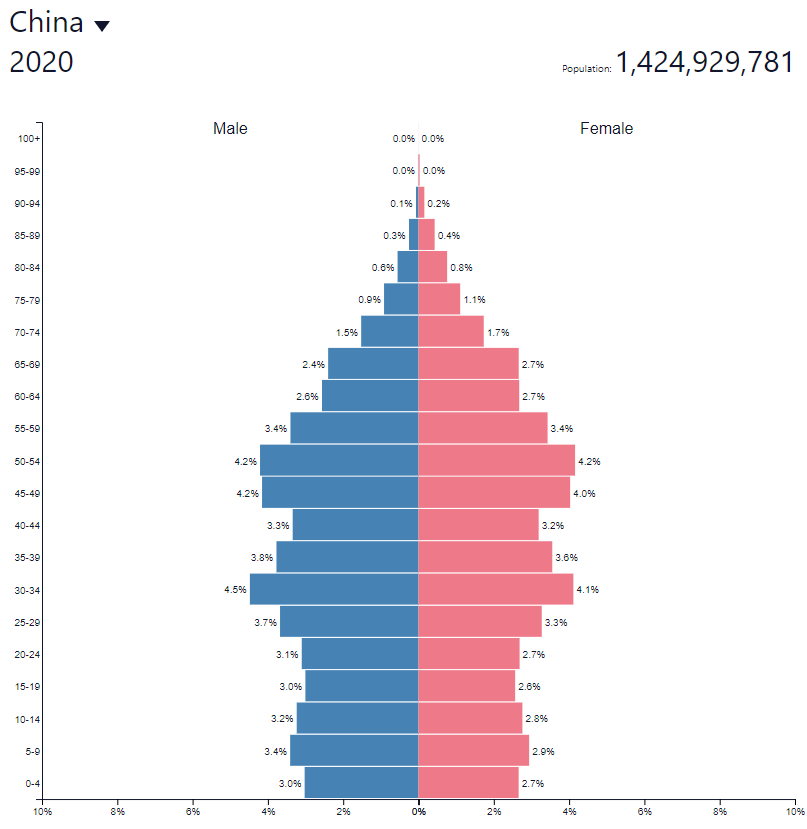 China
2020
Population: 1,424,929,781
Male Female
100+ 0.0% 0.0%
95-99 0.0% 0.0%
90-94 0.1% 0.2%
85-89 0.3% 0.4%
80-84 0.6% 0.8%
75-79 0.9% 1.1%
70-74 1.5% 1.7%
65-69 2.4% 2.7%
60-64 2.6% 2.7%
55-59 3.4% 3.4%
50-54 4.2% 4.2%
45-49 4.2% 4.0%
40-44 3.3% 3.2%
35-39 3.8% 3.6%
30-34 4.5% 4.1%
25-29 3.7% 3.3%
20-24 3.1% 2.7%
15-19 3.0% 2.6%
10-14 3.2% 2.8%
5-9 3.4% 2.9%
0-4 3.0% 2.7%
10% 8% 6% 4% 2% 0% 2% 4% 6% 8% 10%